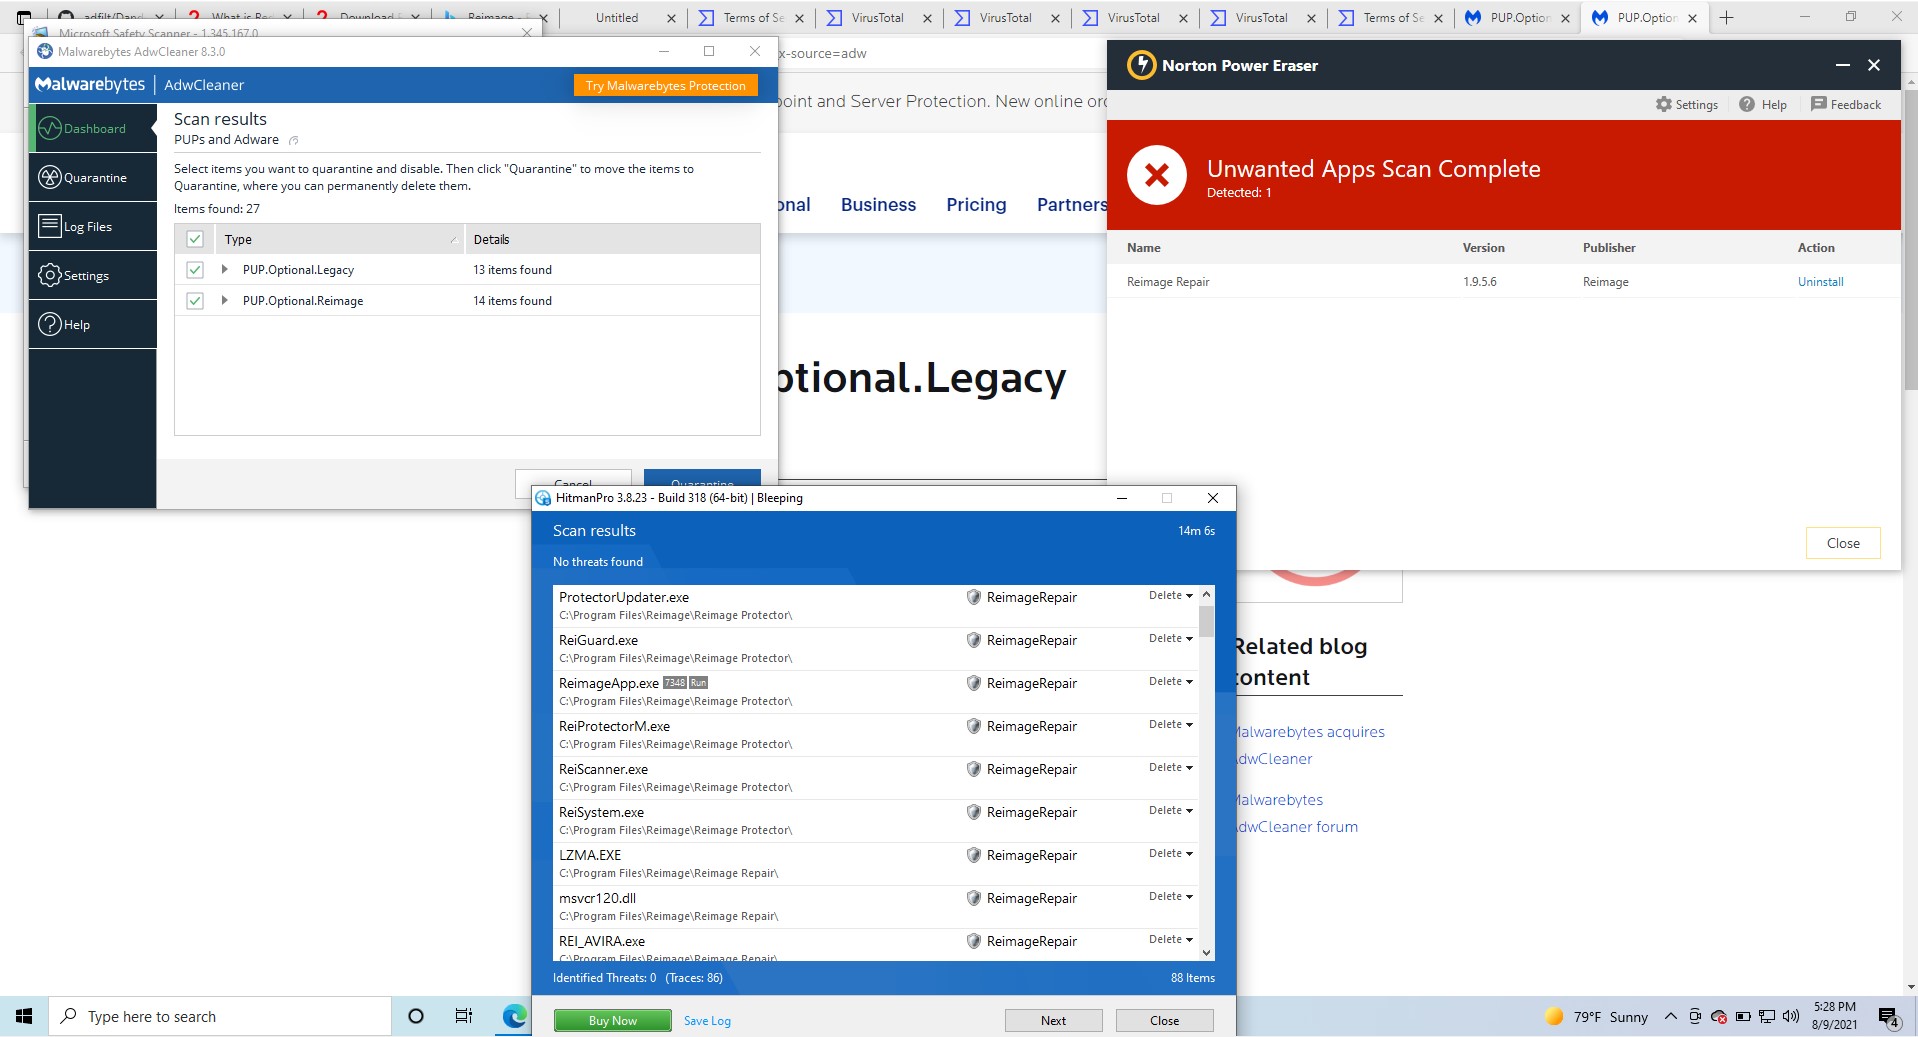 adfilt/Dand
What is Rei
Download
Reimage - 
Untitled
Terms of Se
VirusTotal
VirusTotal
VirusTotal
VirusTotal
Terms of Se
PUP.Option
PUP.Option
Microsoft Safety Scanner - 1.345.167.0
x-source=adw
Malwarebytes AdwCleaner 8.3.0
Malwarebytes AdwCleaner
Try Malwarebytes Protection
Dashboard
Quarantine
Log Files
Settings
Help
Scan results
PUPs and Adware
Select items you want to quarantine and disable. Then click "Quarantine" to move the items to
Quarantine, where you can permanently delete them.
Items found: 27
Type Details
PUP.Optional.Legacy 13 items found
PUP.Optional.Reimage 14 items found
Cancel Quarantine
point and Server Protection. New online
onal Business Pricing Partners
ptional.Legacy
Norton Power Eraser
Settings Help Feedback
Unwanted Apps Scan Complete
Detected: 1
Name Version Publisher Action
Reimage Repair 1.9.5.6 Reimage Uninstall
Close
HitmanPro 3.8.23 - Build 318 (64-bit) | Bleeping
Scan results 14m 6s
No threats found
ProtectorUpdater.exe ReimageRepair Delete
C:\Program Files\Reimage\Reimage Protector\
ReiGuard.exe ReimageRepair Delete
C:\Program Files\Reimage\Reimage Protector\
ReimageApp.exe 7348 Run ReimageRepair Delete
C:\Program Files\Reimage\Reimage Protector\
ReiProtectorM.exe ReimageRepair Delete
C:\Program Files\Reimage\Reimage Protector\
ReiScanner.exe ReimageRepair Delete
C:\Program Files\Reimage\Reimage Protector\
ReiSystem.exe ReimageRepair Delete
C:\Program Files\Reimage\Reimage Protector\
LZMA.EXE ReimageRepair Delete
C:\Program Files\Reimage\Reimage Repair\
msvcr120.dll ReimageRepair Delete
C:\Program Files\Reimage\Reimage Repair\
REI_AVIRA.exe ReimageRepair Delete
C:\Program Files\Reimage\Reimage Repair\
Identified Threats: 0 (Traces: 86) 88 Items
Buy Now Save Log Next Close
Related blog
content
Malwarebytes acquires
AdwCleaner
Malwarebytes
AdwCleaner forum
Type here to search
79°F Sunny
5:28 PM
8/9/2021
4